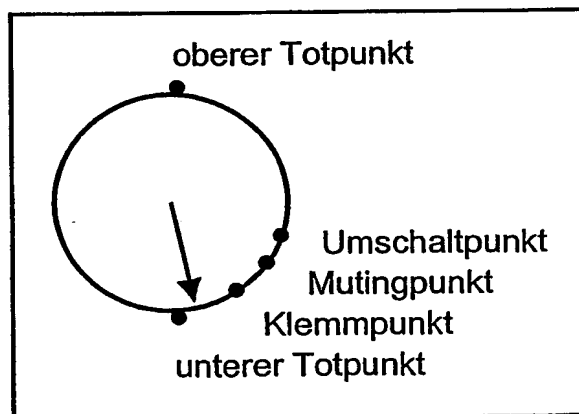 oberer Totpunkt
Umschaltpunkt
Mutingpunkt
Klemmpunkt
unterer Totpunkt